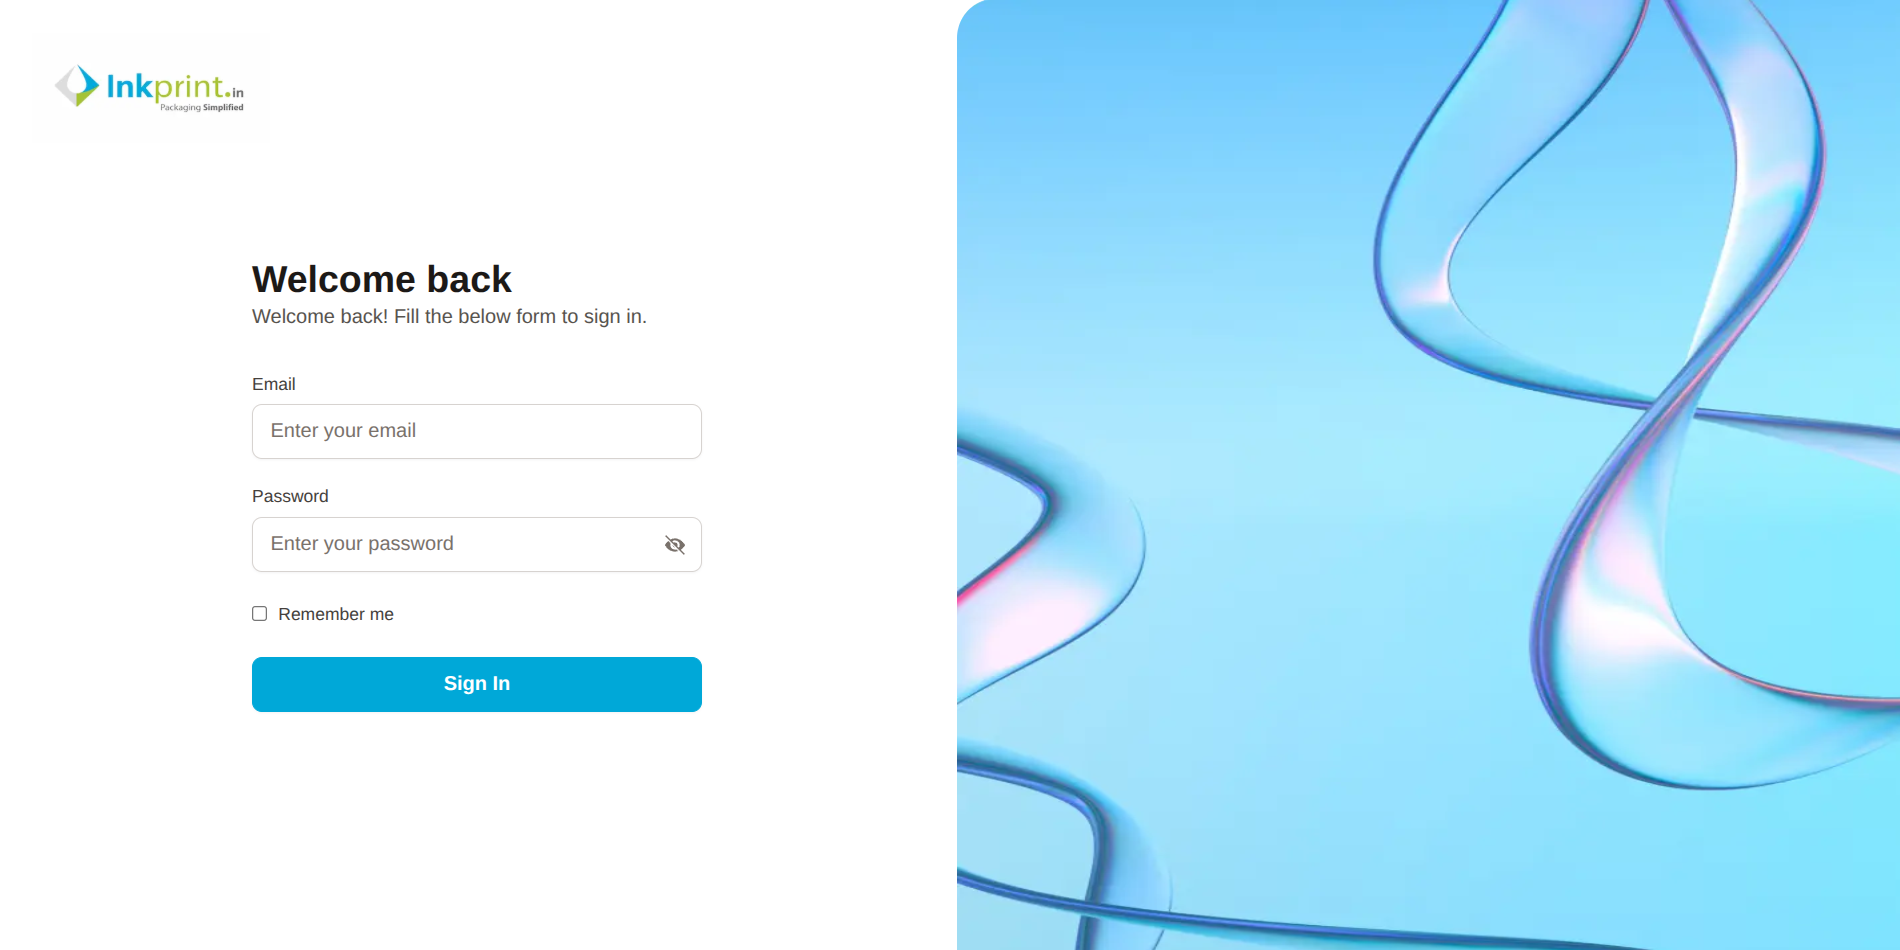 Inkprint.in
Packaging Simplified
Welcome back
Welcome back! Fill the below form to sign in.
Email
Enter your email
Password
Enter your password
Remember me
Sign In